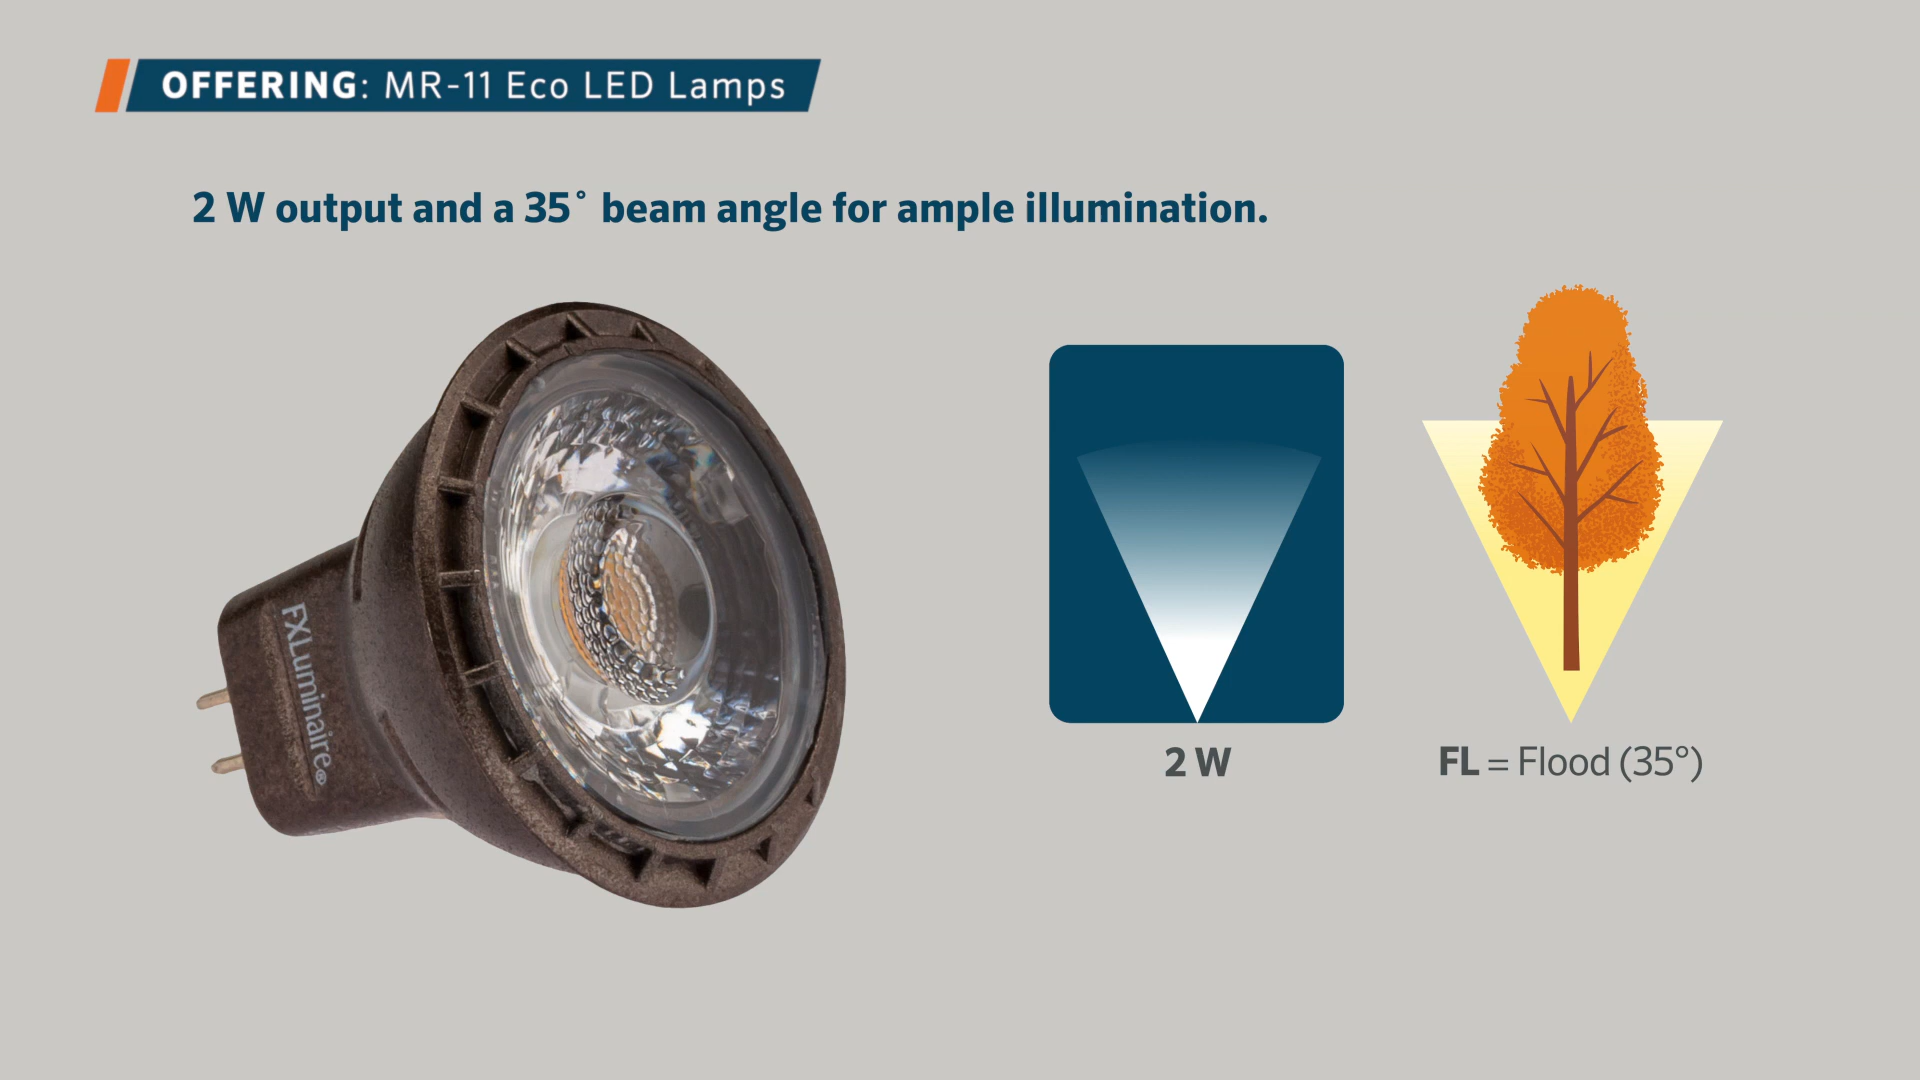 OFFERING: MR-11 Eco LED Lamps
2 W output and a 35° beam angle for ample illumination.
FXLuminaire®
2 W
FL = Flood (35°)